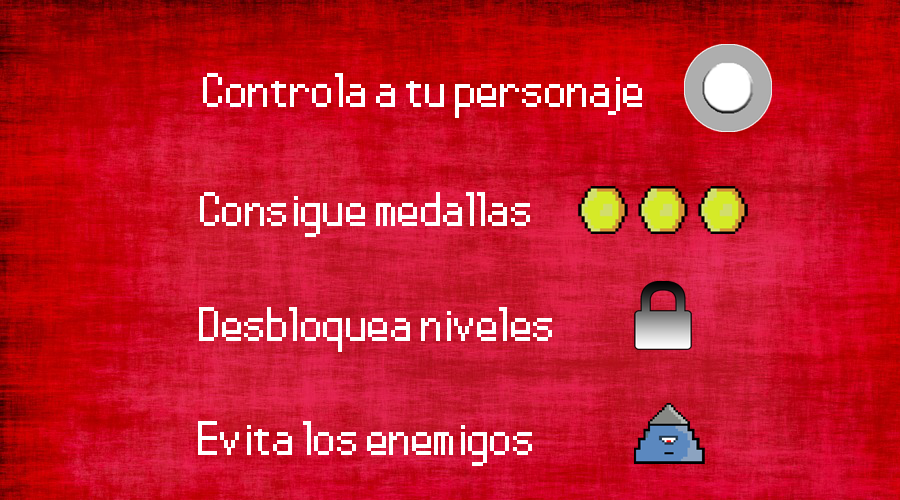 Controla a tu personaje
Consigue medallas
Desbloquea niveles
Evita los enemigos